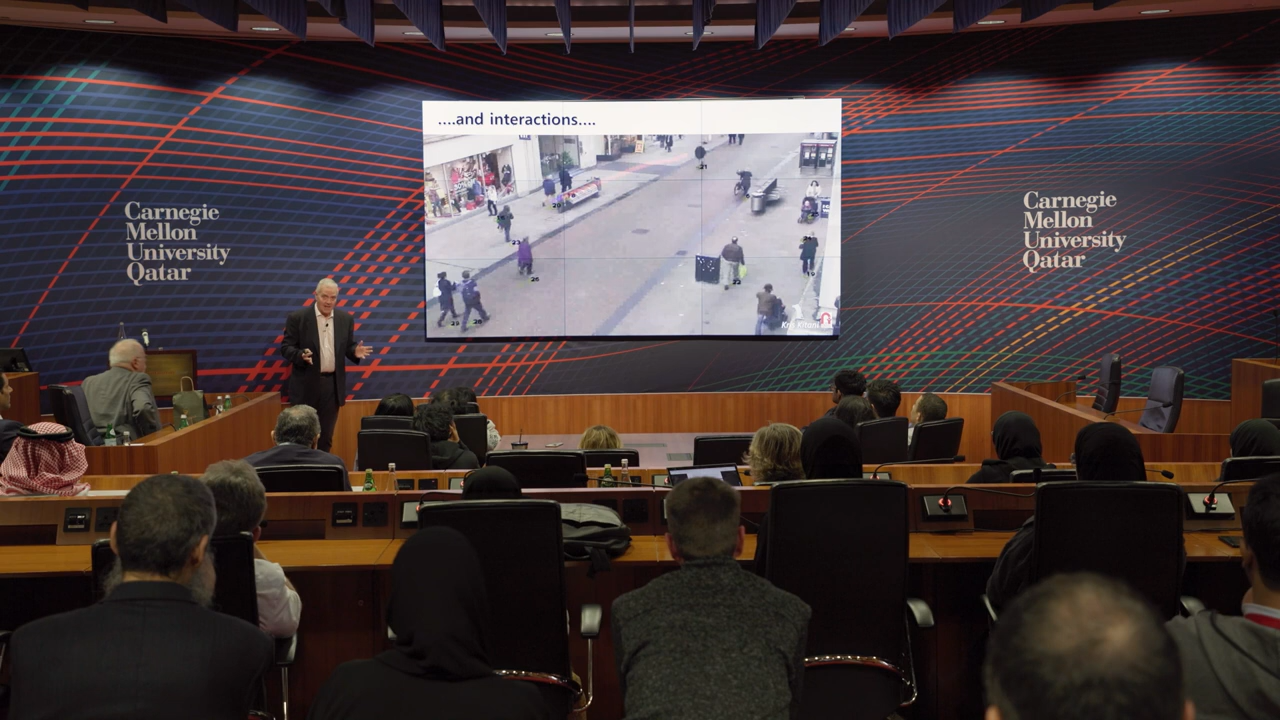 ....and interactions....
Carnegie
Mellon
University
Qatar
Carnegie
Mellon
University
Qatar